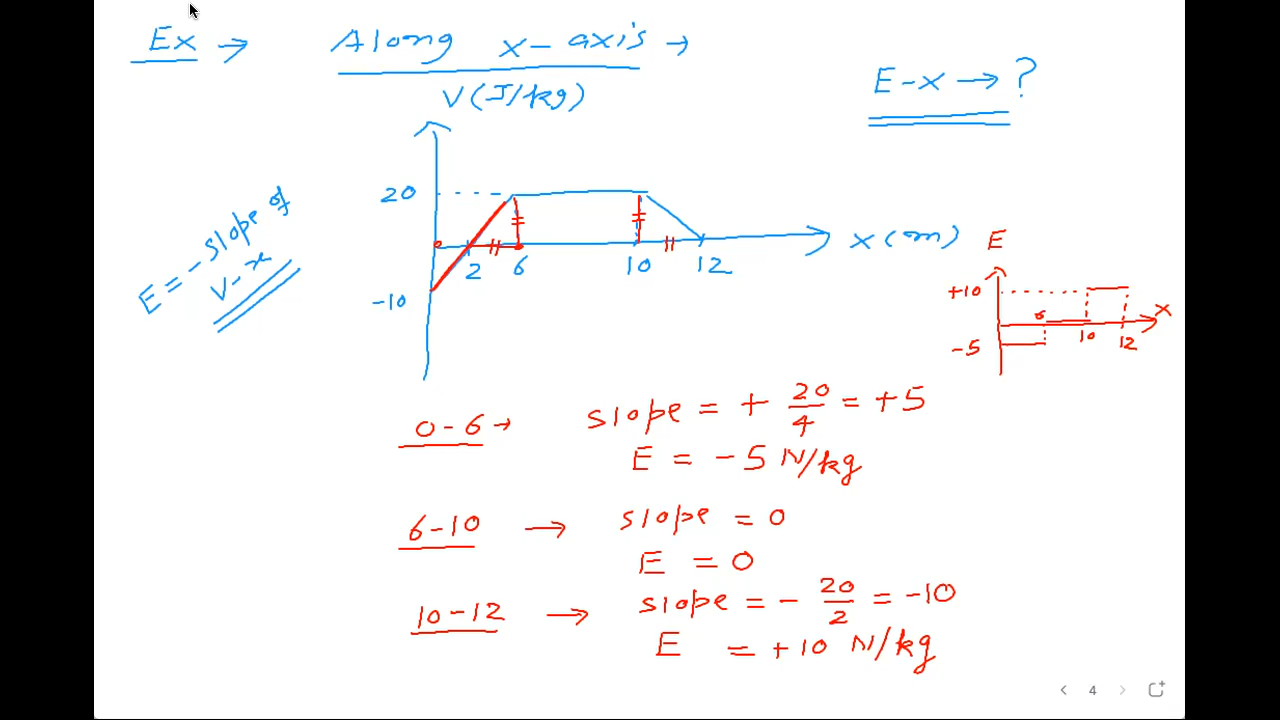 Ex → Along x-axis →
E-x → ?
V(J/kg)
20
-10
2 6 10 12
x(m)
E = - slope of
V-x
E
+10
-5
6 10 12
x
0-6 → slope = + 20/4 = +5
E = -5 N/kg
6-10 → slope = 0
E = 0
10-12 → slope = - 20/2 = -10
E = +10 N/kg
4